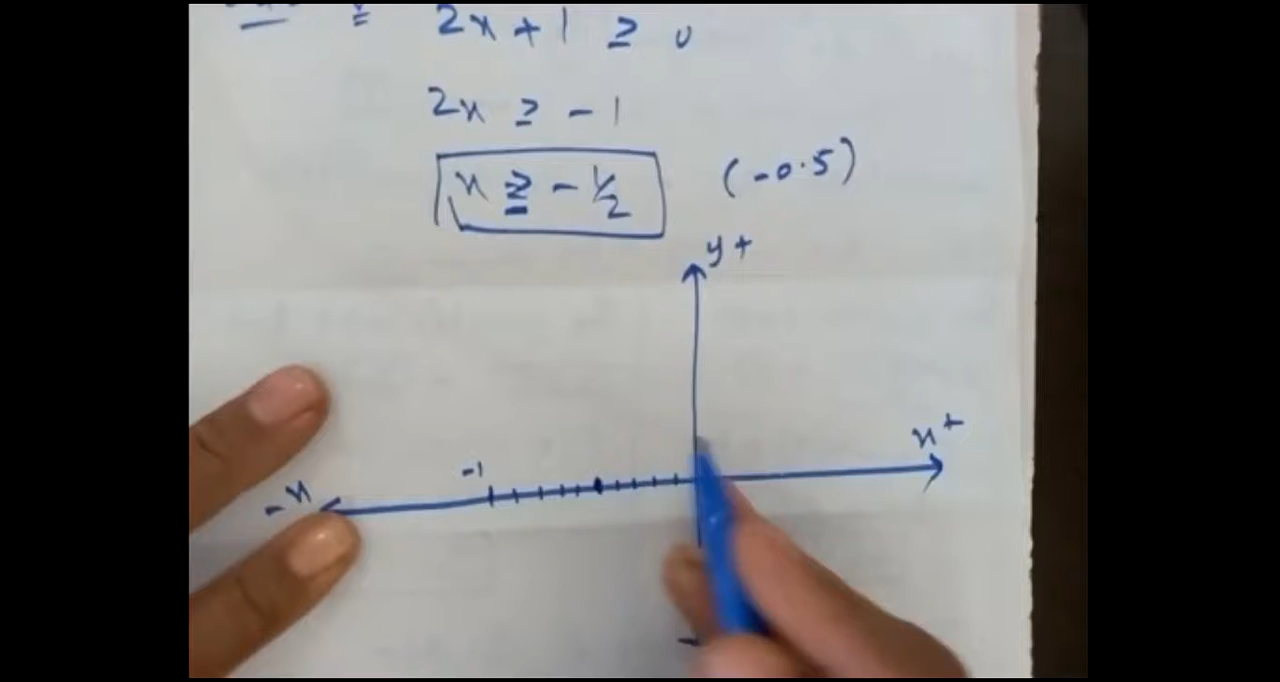 2x + 1 ≥ 0
2x ≥ -1
x ≥ -1/2 (-0.5)
y+
x+
-1
-x